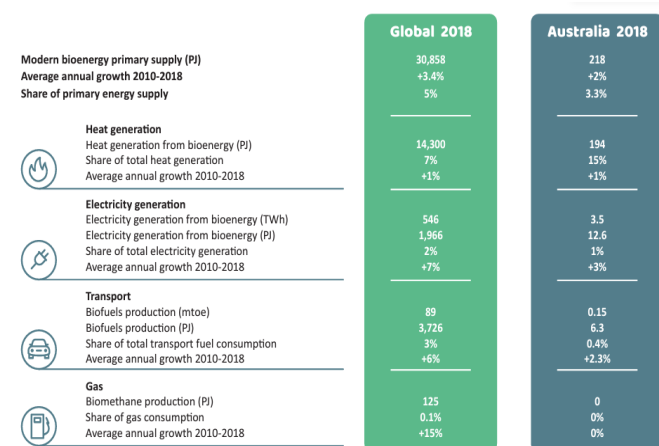 Global 2018 Australia 2018
Modern bioenergy primary supply (PJ) 30,858 218
Average annual growth 2010-2018 +3.4% +2%
Share of primary energy supply 5% 3.3%
Heat generation
Heat generation from bioenergy (PJ) 14,300 194
Share of total heat generation 7% 15%
Average annual growth 2010-2018 +1% +1%
Electricity generation
Electricity generation from bioenergy (TWh) 546 3.5
Electricity generation from bioenergy (PJ) 1,966 12.6
Share of total electricity generation 2% 1%
Average annual growth 2010-2018 +7% +3%
Transport
Biofuels production (mtoe) 89 0.15
Biofuels production (PJ) 3,726 6.3
Share of total transport fuel consumption 3% 0.4%
Average annual growth 2010-2018 +6% +2.3%
Gas
Biomethane production (PJ) 125 0
Share of gas consumption 0.1% 0%
Average annual growth 2010-2018 +15% 0%